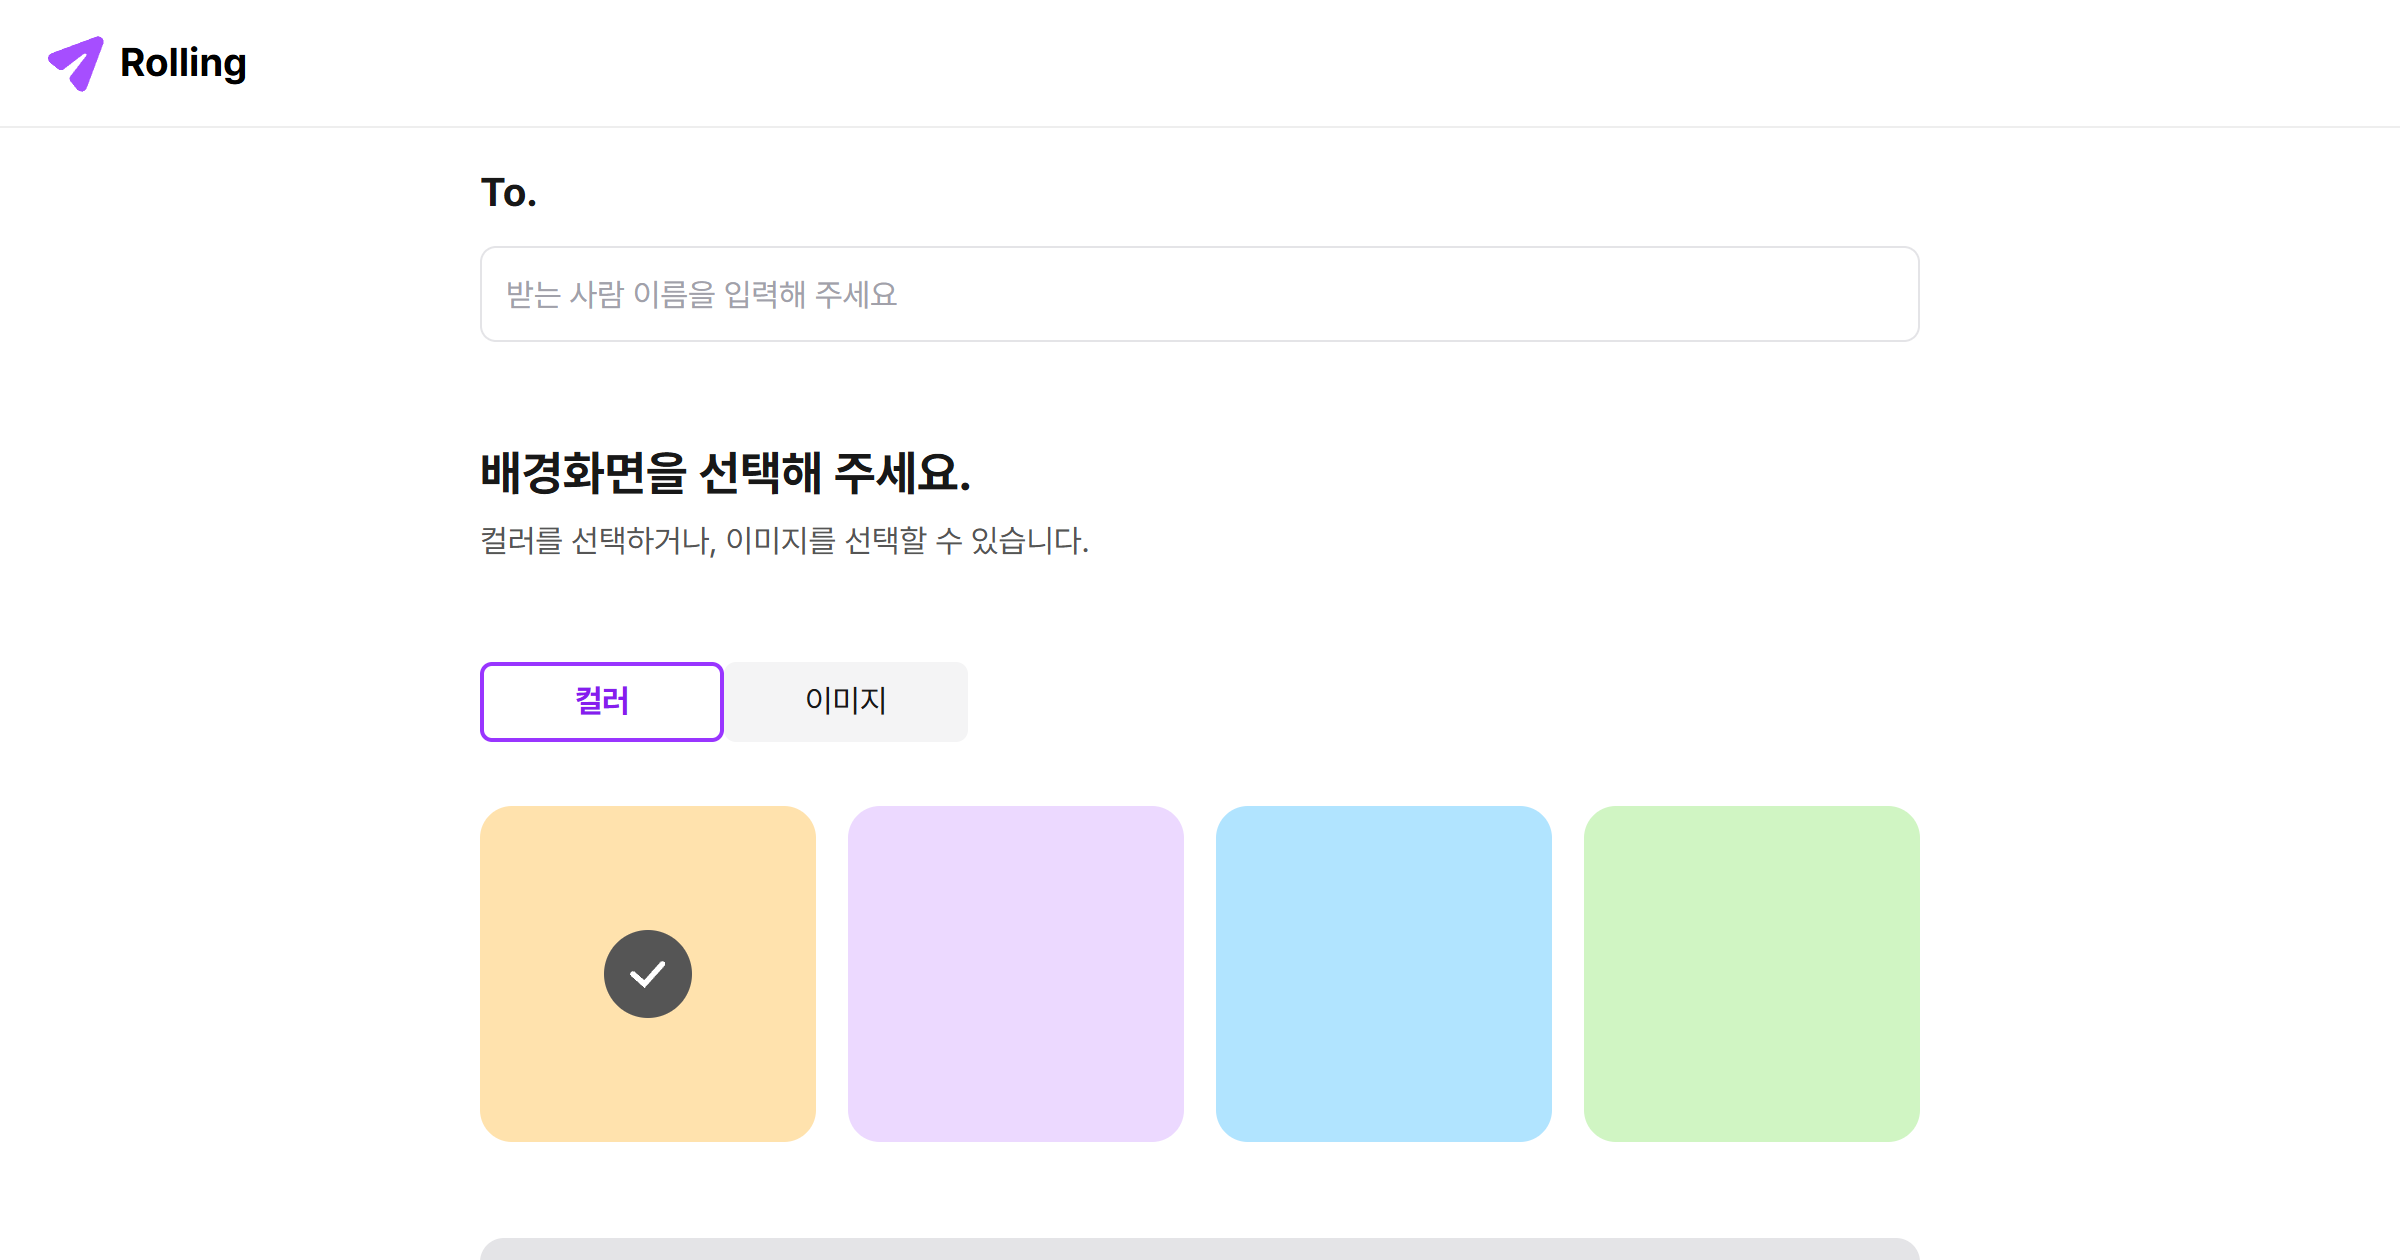 Rolling
To.
받는 사람 이름을 입력해 주세요
배경화면을 선택해 주세요.
컬러를 선택하거나, 이미지를 선택할 수 있습니다.
컬러
이미지